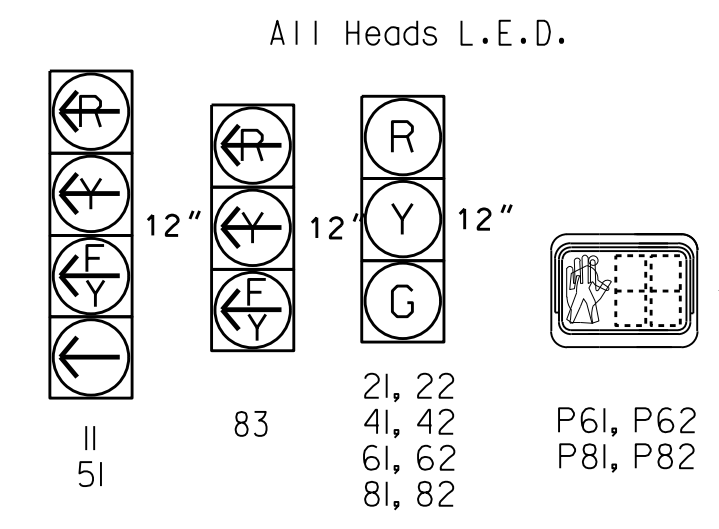 All Heads L.E.D.
R
Y
F
Y
12"
11
51
R
Y
F
Y
12"
83
R
Y
G
12"
21, 22
41, 42
61, 62
81, 82
P61, P62
P81, P82